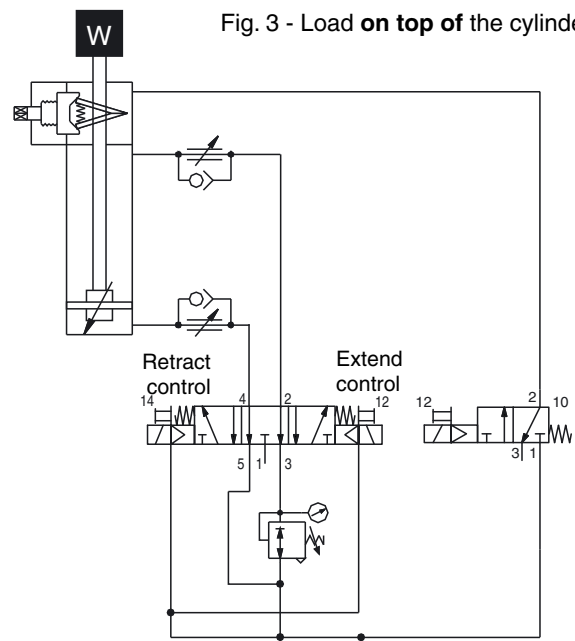 Fig. 3 - Load on top of the cylinde
W
Retract
control
Extend
control
14
4
2
12
12
2
10
5
1
3
3
1